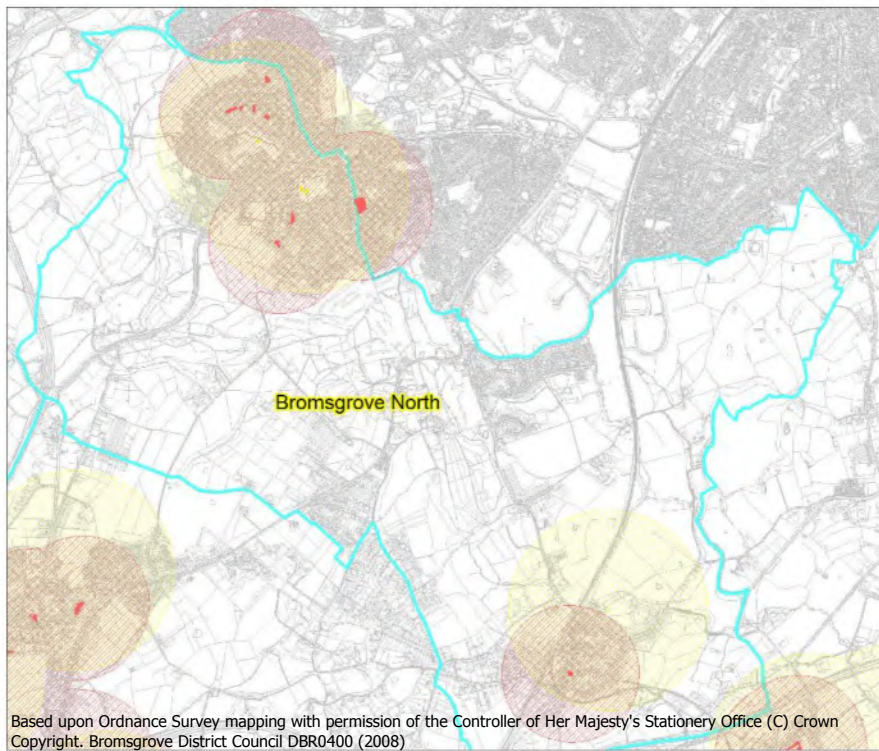 Bromsgrove North
Based upon Ordnance Survey mapping with permission of the Controller of Her Majesty's Stationery Office (C) Crown
Copyright. Bromsgrove District Council DBR0400 (2008)